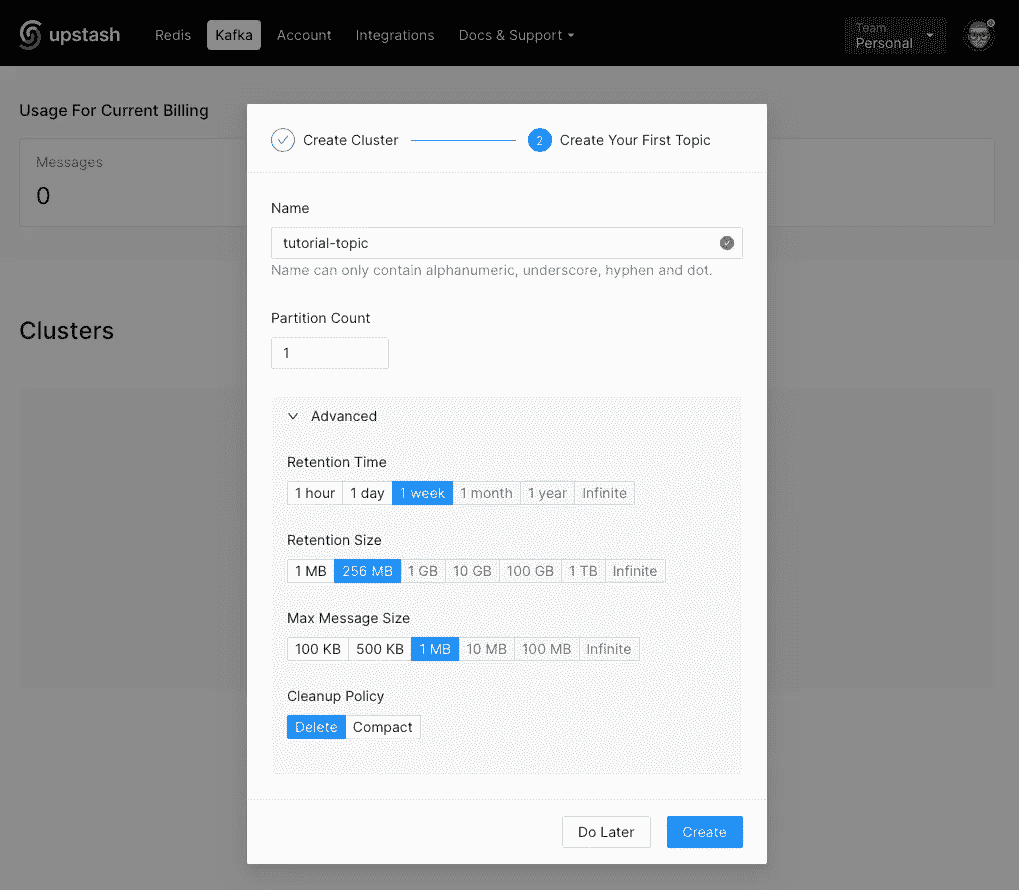 upstash Redis Kafka Account Integrations Docs & Support Team
Personal
Usage For Current Billing
Messages
0
Clusters
Create Cluster 2 Create Your First Topic
Name
tutorial-topic
Name can only contain alphanumeric, underscore, hyphen and dot.
Partition Count
1
Advanced
Retention Time
1 hour 1 day 1 week 1 month 1 year Infinite
Retention Size
1 MB 256 MB 1 GB 10 GB 100 GB 1 TB Infinite
Max Message Size
100 KB 500 KB 1 MB 10 MB 100 MB Infinite
Cleanup Policy
Delete Compact
Do Later Create